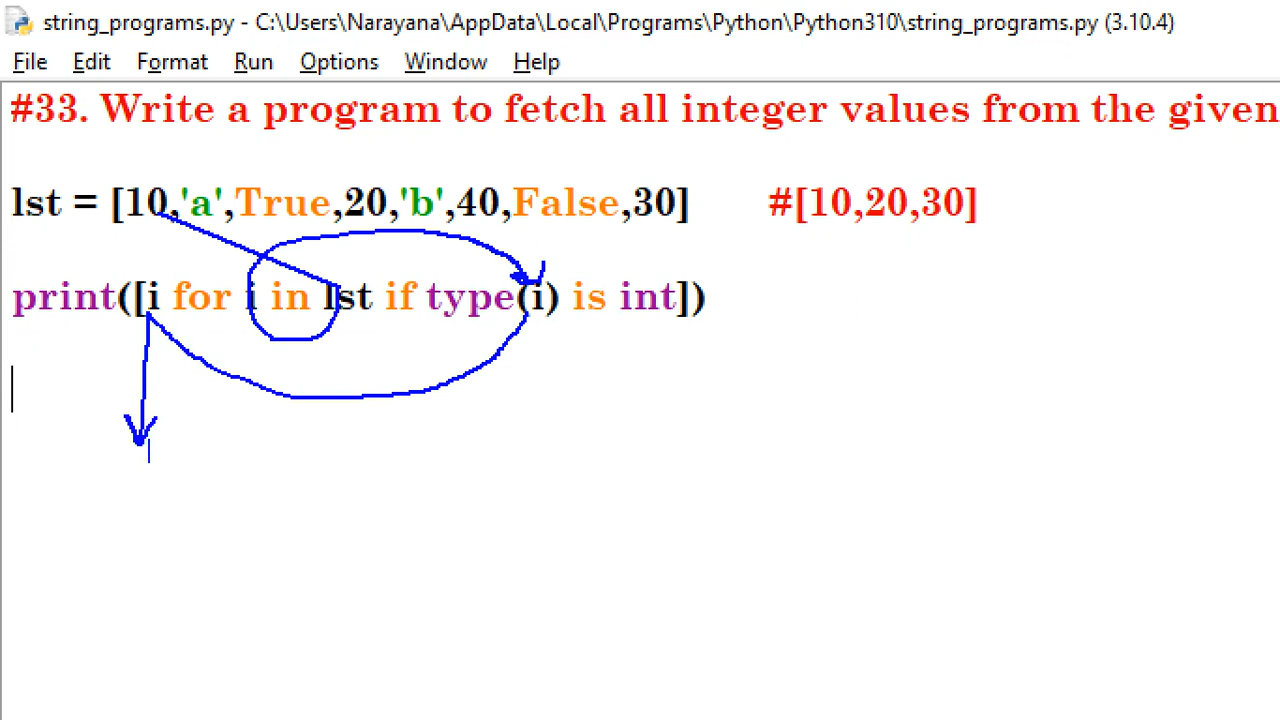 string_programs.py - C:\Users\Narayana\AppData\Local\Programs\Python\Python310\string_programs.py (3.10.4)
File Edit Format Run Options Window Help
#33. Write a program to fetch all integer values from the given
lst = [10,'a',True,20,'b',40,False,30] #[10,20,30]
print([i for i in lst if type(i) is int])